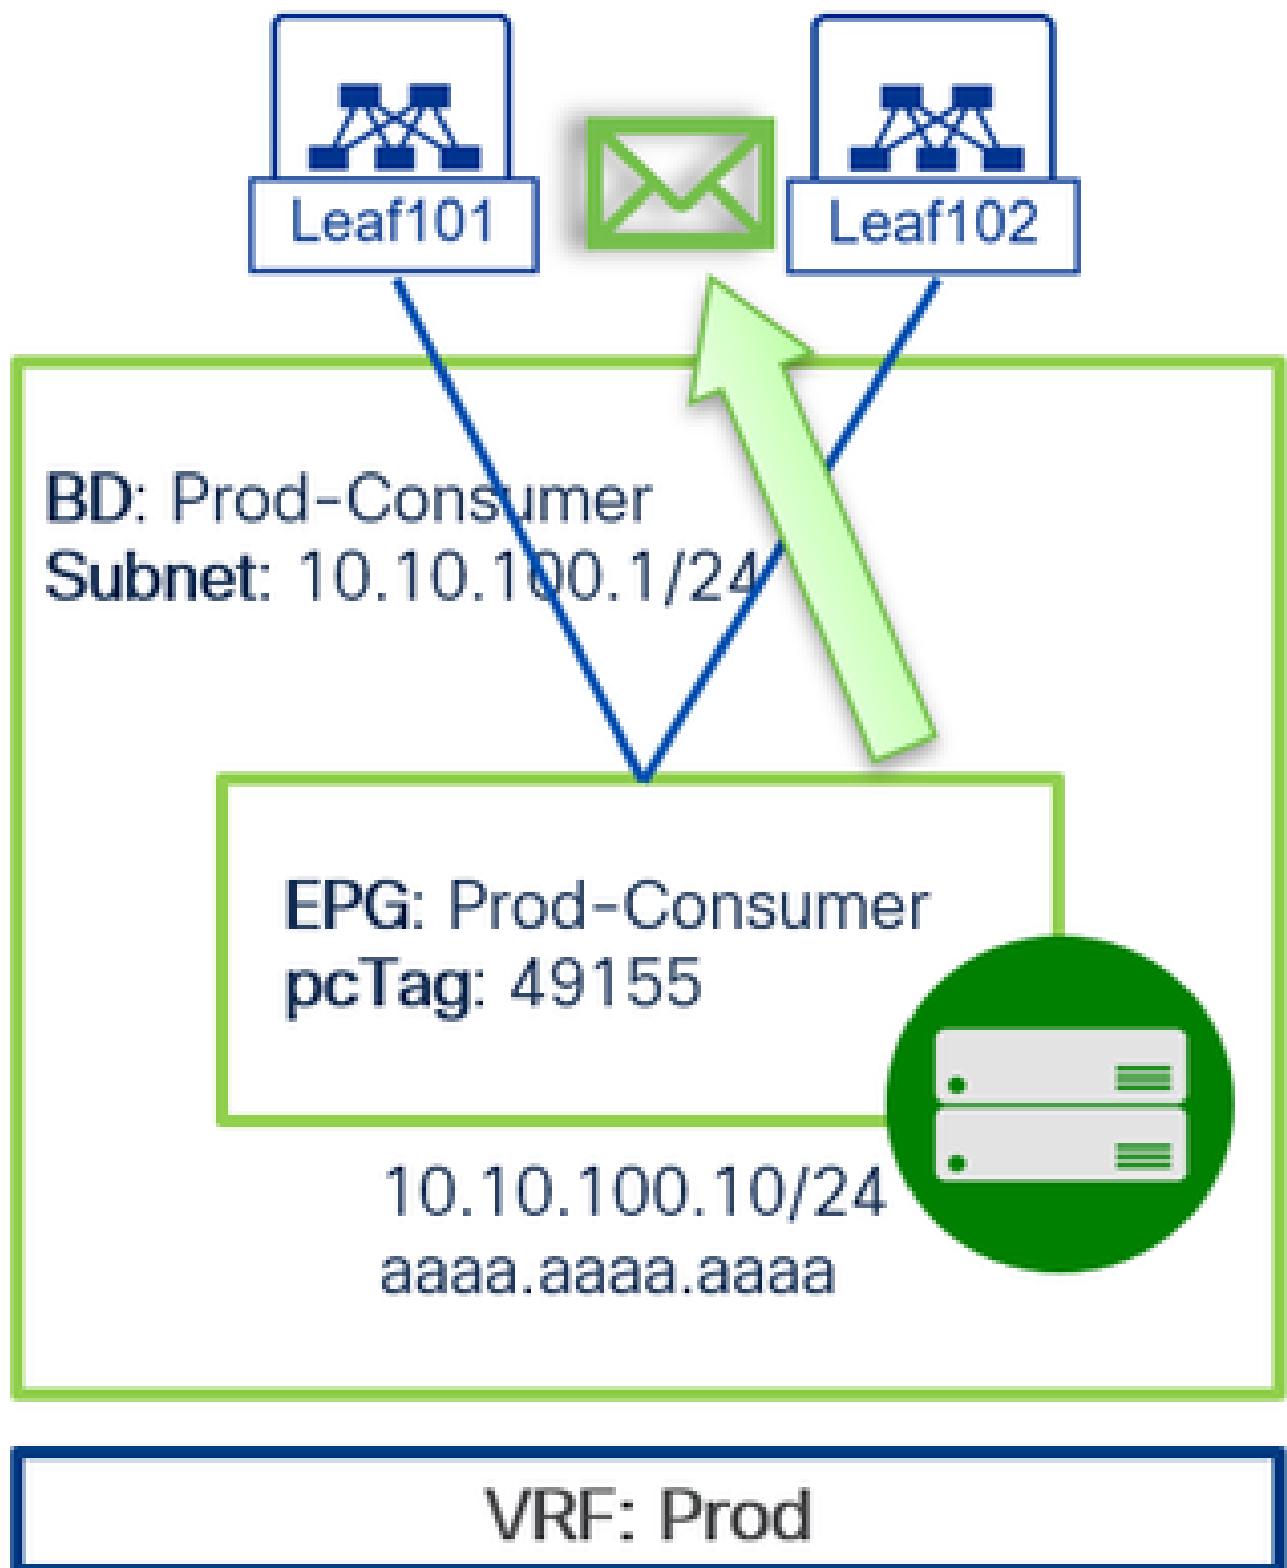 Leaf101
Leaf102
BD: Prod-Consumer
Subnet: 10.10.100.1/24
EPG: Prod-Consumer
pcTag: 49155
10.10.100.10/24
aaaa.aaaa.aaaa
VRF: Prod